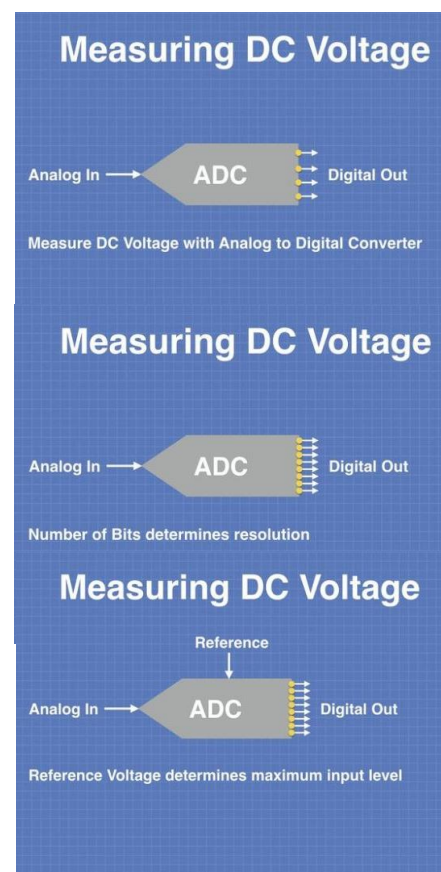 Measuring DC Voltage
Analog In
ADC
Digital Out
Measure DC Voltage with Analog to Digital Converter
Measuring DC Voltage
Analog In
ADC
Digital Out
Number of Bits determines resolution
Measuring DC Voltage
Reference
Analog In
ADC
Digital Out
Reference Voltage determines maximum input level